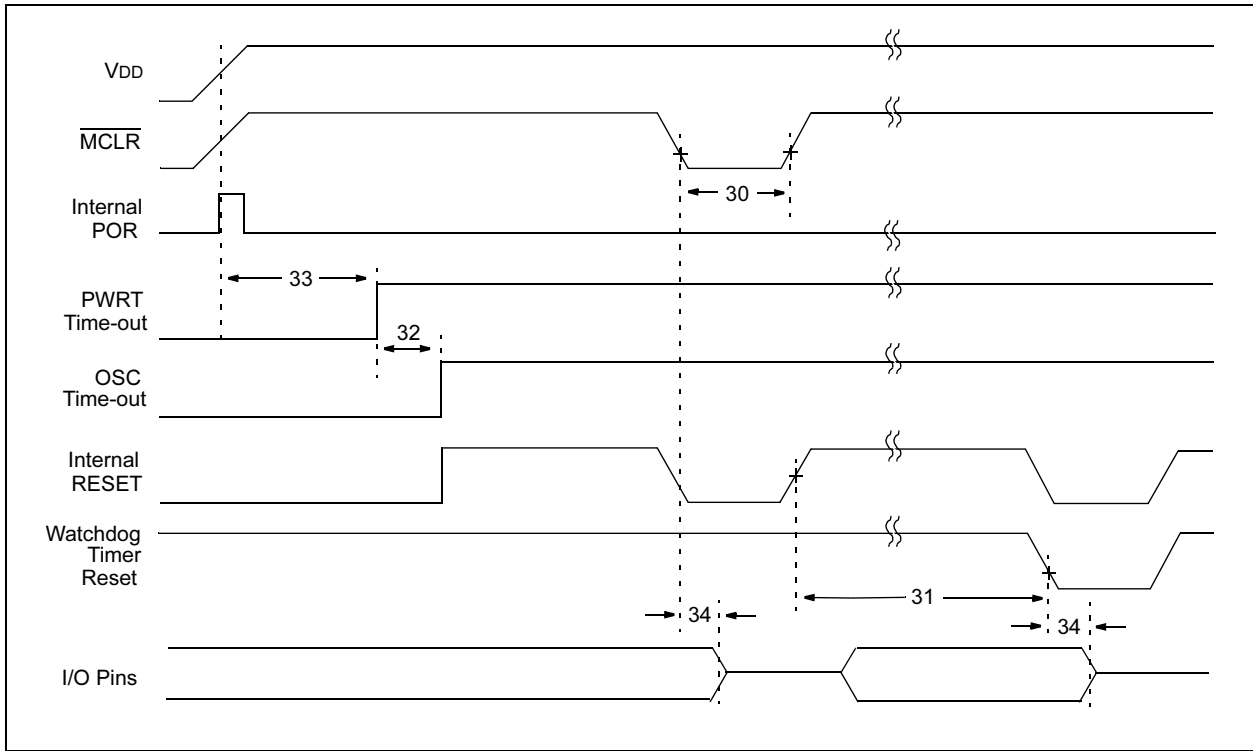 VDD
MCLR
30
Internal
POR
33
PWRT
Time-out
32
OSC
Time-out
Internal
RESET
Watchdog
Timer
Reset
31
34
34
I/O Pins